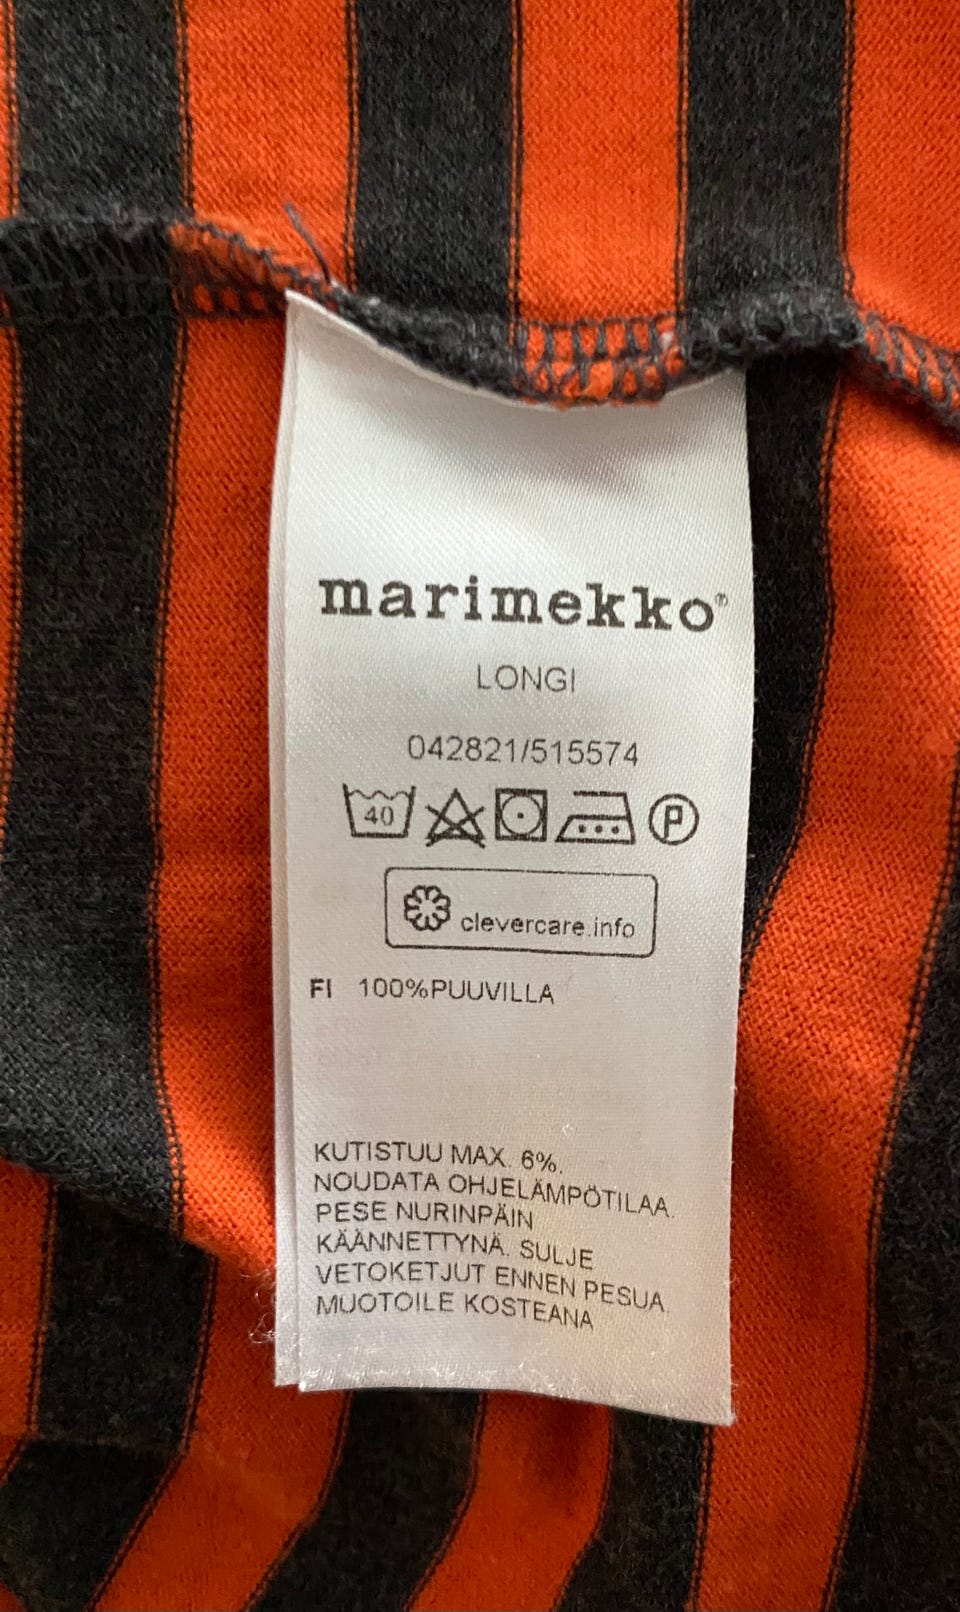 marimekko®
LONGI
042821/515574
40 P
clevercare.info
FI 100%PUUVILLA
KUTISTUU MAX. 6%.
NOUDATA OHJELÄMPÖTILAA.
PESE NURINPÄIN
KÄÄNNETTYNÄ. SULJE
VETOKETJUT ENNEN PESUA.
MUOTOILE KOSTEANA